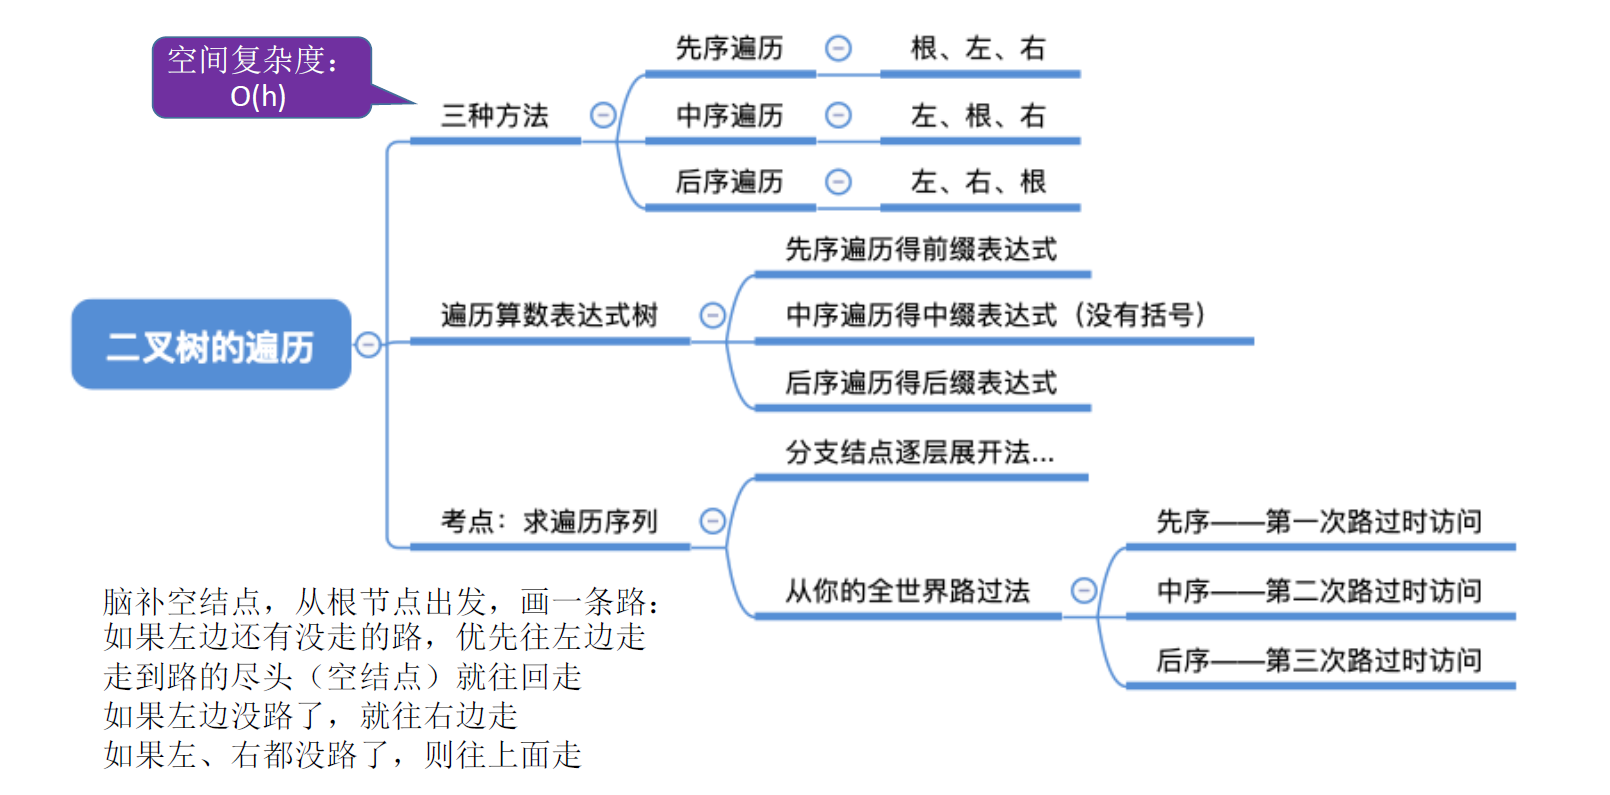 空间复杂度：
O(h)
先序遍历
根、左、右
三种方法
中序遍历
左、根、右
后序遍历
左、右、根
先序遍历得前缀表达式
遍历算数表达式树
中序遍历得中缀表达式（没有括号）
二叉树的遍历
后序遍历得后缀表达式
分支结点逐层展开法...
考点：求遍历序列
先序——第一次路过时访问
从你的全世界路过法
中序——第二次路过时访问
后序——第三次路过时访问
脑补空结点，从根节点出发，画一条路：
如果左边还有没走的路，优先往左边走
走到路的尽头（空结点）就往回走
如果左边没路了，就往右边走
如果左、右都没路了，则往上面走